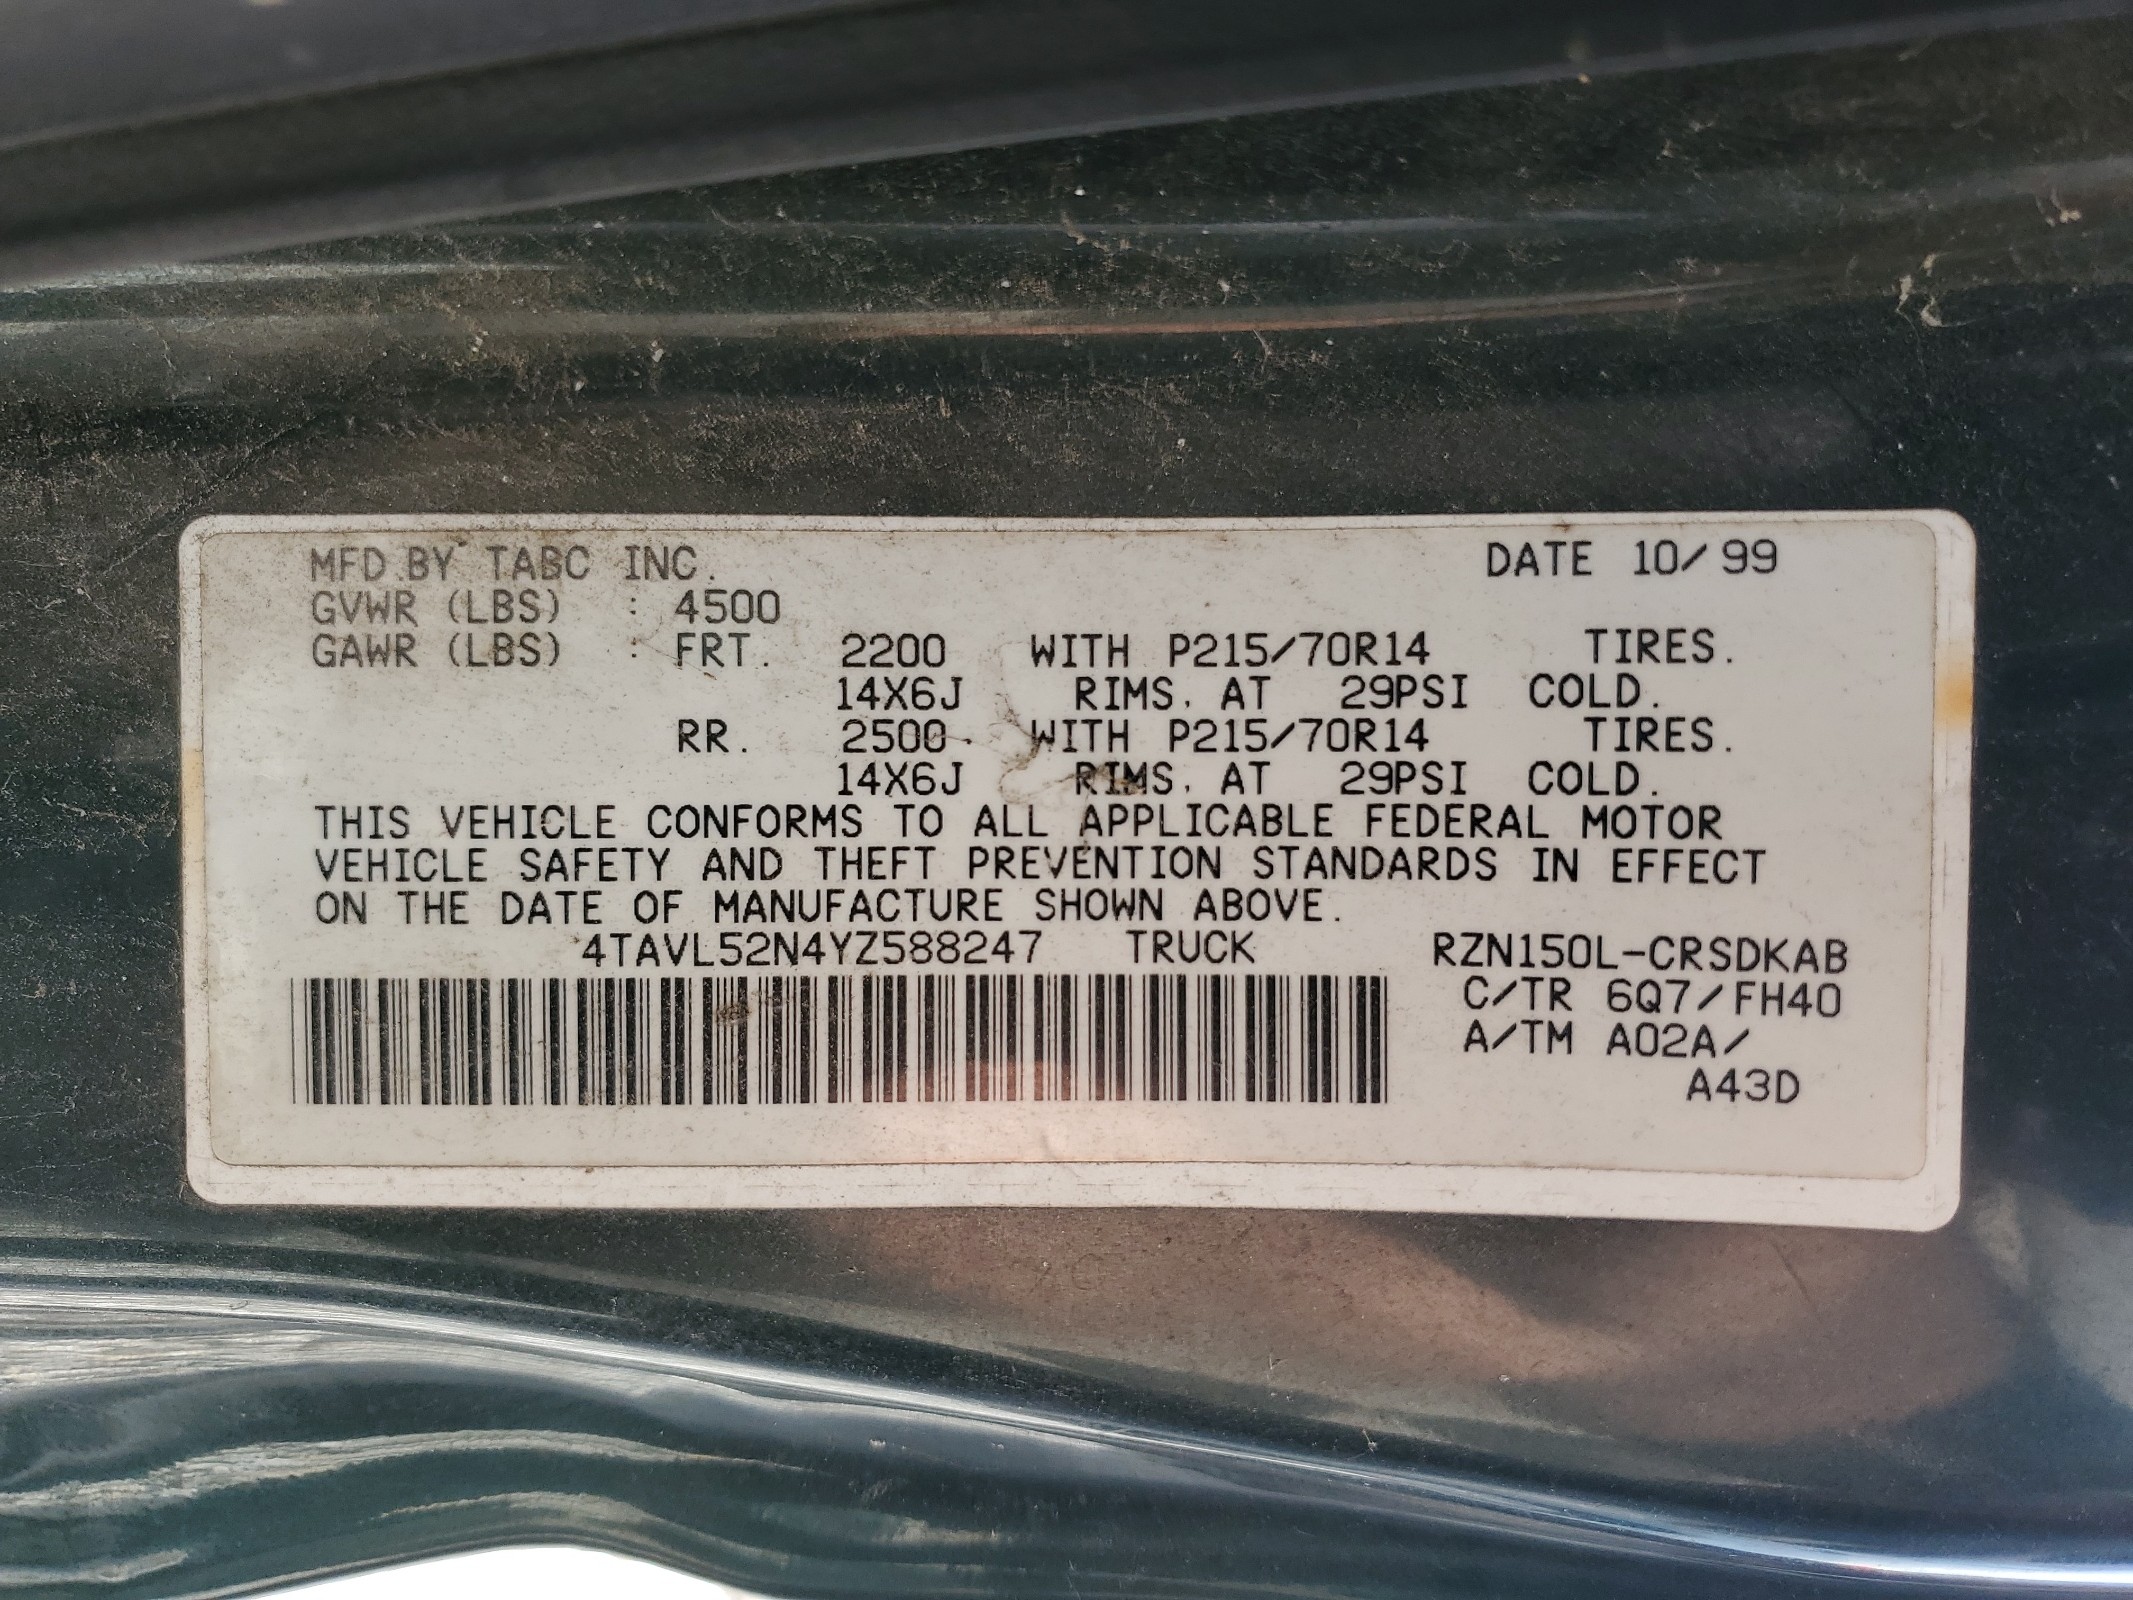 MFD.BY TABC INC. DATE 10/99
GVWR (LBS) : 4500
GAWR (LBS) : FRT. 2200 WITH P215/70R14 TIRES.
14X6J RIMS, AT 29PSI COLD.
RR. 2500 WITH P215/70R14 TIRES.
14X6J RIMS, AT 29PSI COLD.
THIS VEHICLE CONFORMS TO ALL APPLICABLE FEDERAL MOTOR
VEHICLE SAFETY AND THEFT PREVENTION STANDARDS IN EFFECT
ON THE DATE OF MANUFACTURE SHOWN ABOVE.
4TAVL52N4YZ588247 TRUCK RZN150L-CRSDKAB
C/TR 6Q7/FH40
A/TM A02A/
A43D